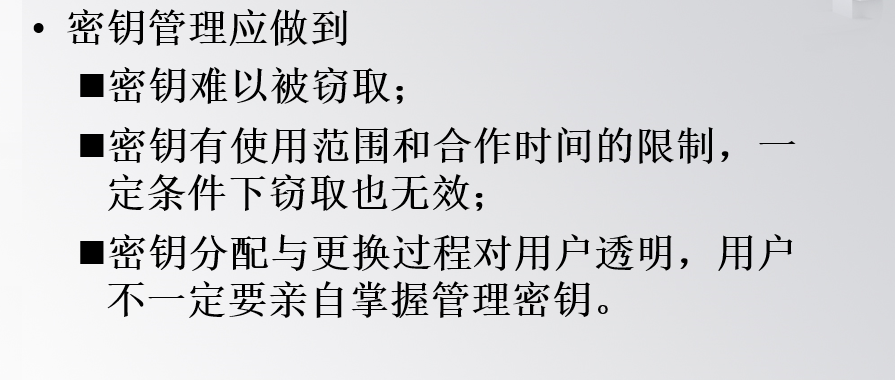 • 密钥管理应做到
■密钥难以被窃取；
■密钥有使用范围和合作时间的限制，一
定条件下窃取也无效；
■密钥分配与更换过程对用户透明，用户
不一定要亲自掌握管理密钥。